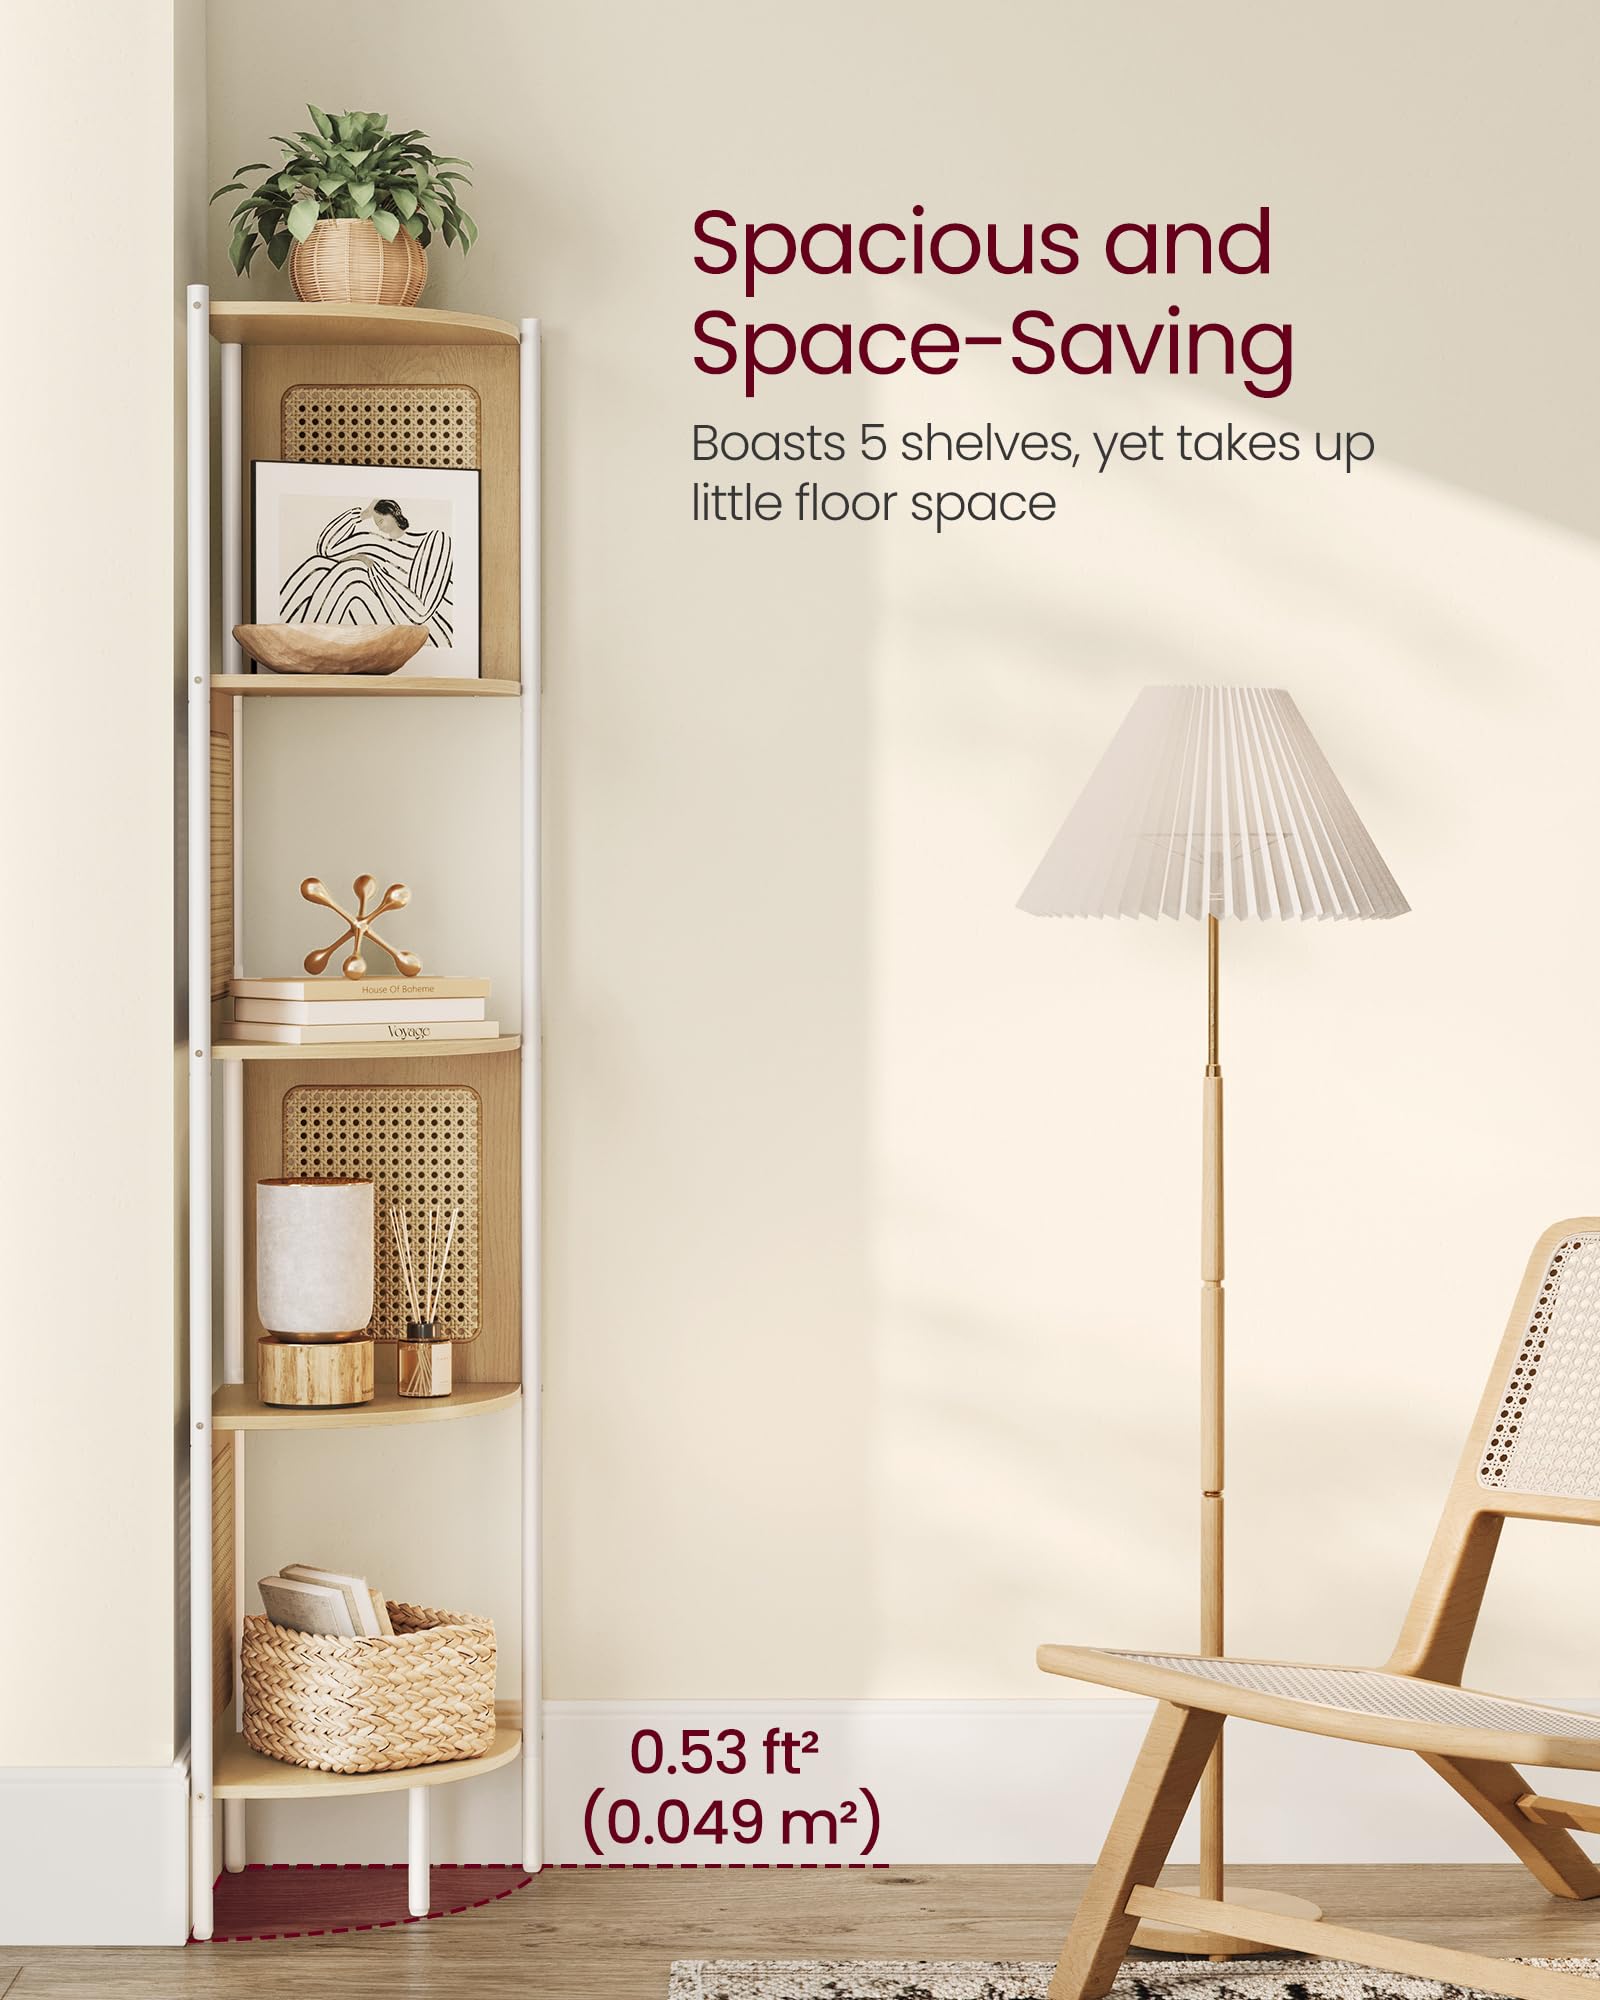 Spacious and
Space-Saving
Boasts 5 shelves, yet takes up
little floor space
House Of Boheme
Voyage
0.53 ft²
(0.049 m²)